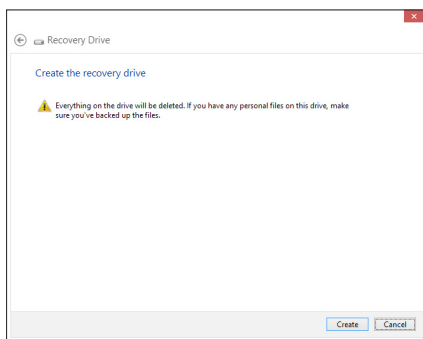 Recovery Drive
Create the recovery drive
Everything on the drive will be deleted. If you have any personal files on this drive, make
sure you've backed up the files.
Create Cancel